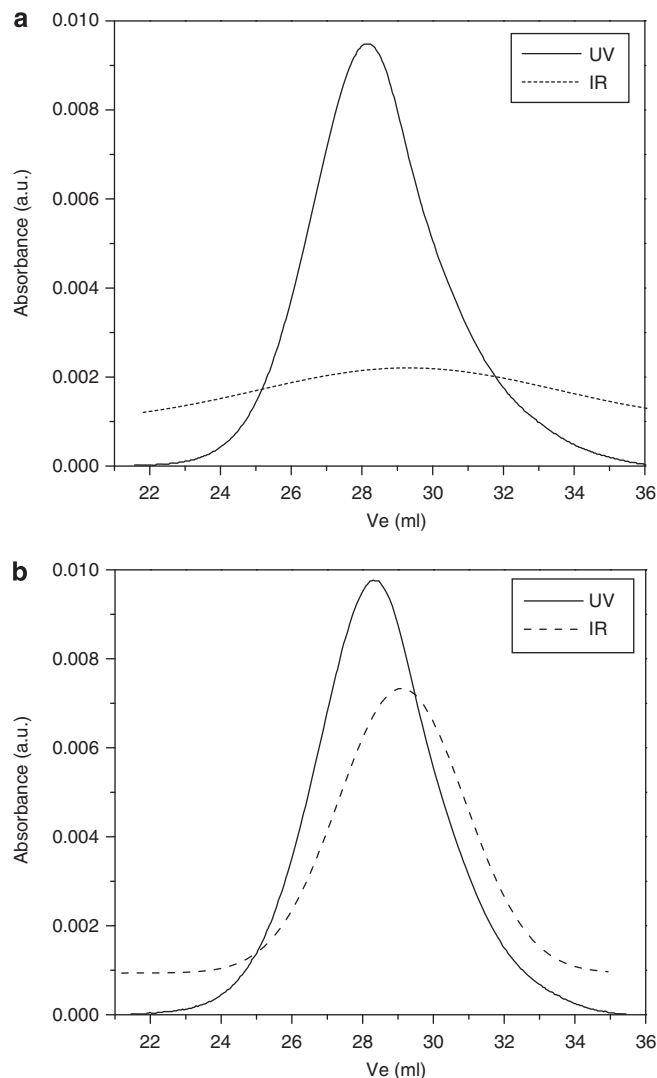 a
0.010
0.008
0.006
0.004
0.002
0.000
Absorbance (a.u.)
UV
IR
22 24 26 28 30 32 34 36
Ve (ml)
b
0.010
0.008
0.006
0.004
0.002
0.000
Absorbance (a.u.)
UV
IR
22 24 26 28 30 32 34 36
Ve (ml)